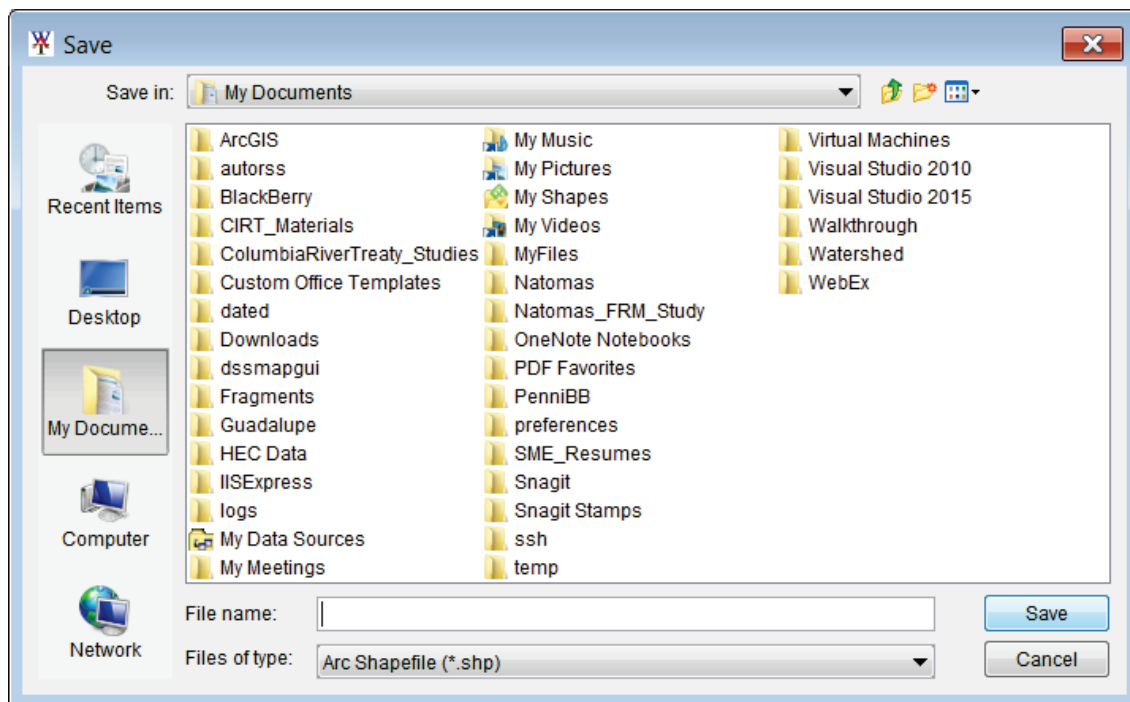 Save
Save in: My Documents
Recent Items
Desktop
My Docume...
Computer
Network
ArcGIS
autorss
BlackBerry
CIRT_Materials
ColumbiaRiverTreaty_Studies
Custom Office Templates
dated
Downloads
dssmapgui
Fragments
Guadalupe
HEC Data
IISExpress
logs
My Data Sources
My Meetings
My Music
My Pictures
My Shapes
My Videos
MyFiles
Natomas
Natomas_FRM_Study
OneNote Notebooks
PDF Favorites
PenniBB
preferences
SME_Resumes
Snagit
Snagit Stamps
ssh
temp
Virtual Machines
Visual Studio 2010
Visual Studio 2015
Walkthrough
Watershed
WebEx
File name:
Save
Files of type: Arc Shapefile (*.shp)
Cancel